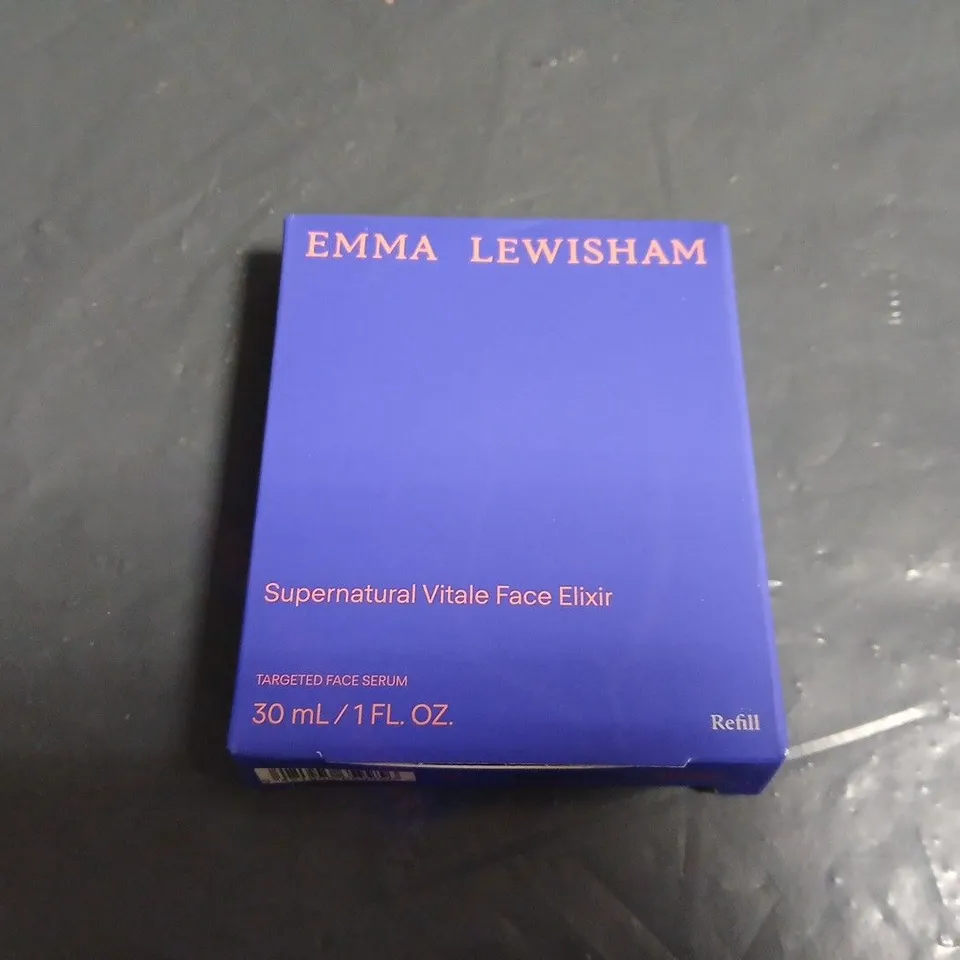 EMMA LEWISHAM
Supernatural Vitale Face Elixir
TARGETED FACE SERUM
30 mL / 1 FL. OZ.
Refill